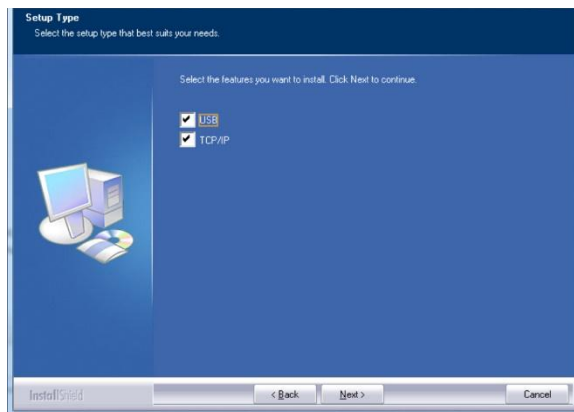 Setup Type
Select the setup type that best suits your needs.
Select the features you want to install. Click Next to continue.
USB
TCP/IP
InstallShield
< Back
Next >
Cancel